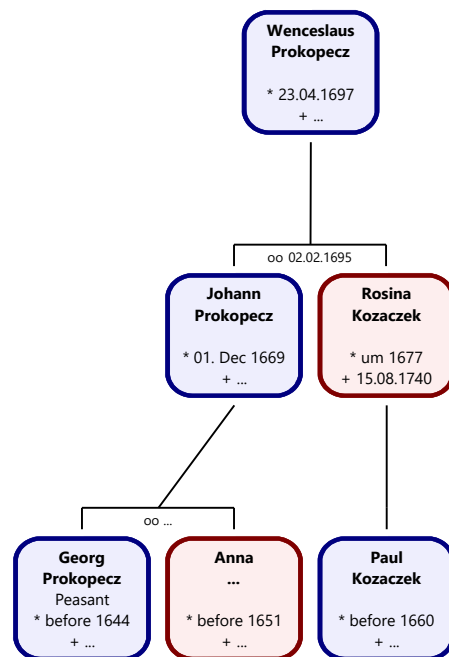 Wenceslaus
Prokopecz
* 23.04.1697
+ ...
oo 02.02.1695
Johann
Prokopecz
* 01. Dec 1669
+ ...
Rosina
Kozaczek
* um 1677
+ 15.08.1740
oo ...
Georg
Prokopecz
Peasant
* before 1644
+ ...
Anna
...
* before 1651
+ ...
Paul
Kozaczek
* before 1660
+ ...